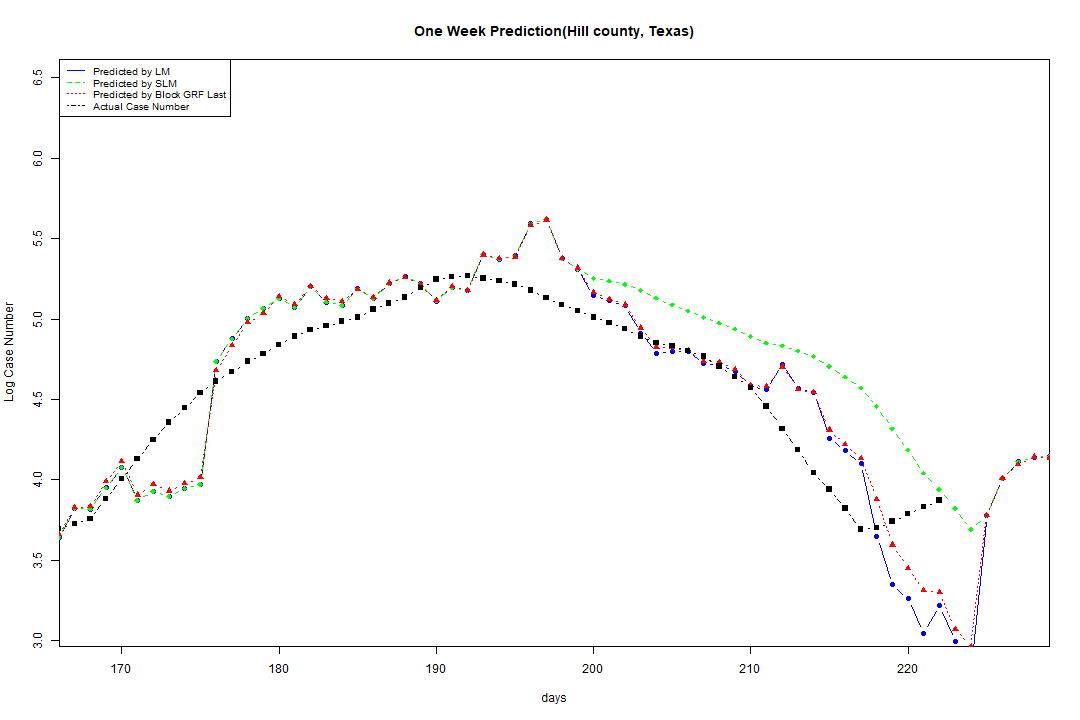 One Week Prediction(Hill county, Texas)
Predicted by LM
Predicted by SLM
Predicted by Block GRF Last
Actual Case Number
6.5
6.0
5.5
5.0
4.5
4.0
3.5
3.0
Log Case Number
170 180 190 200 210 220
days